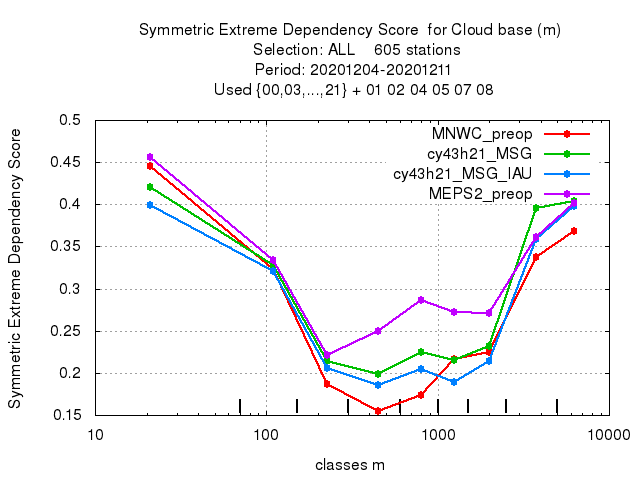 Symmetric Extreme Dependency Score for Cloud base (m)
Selection: ALL 605 stations
Period: 20201204-20201211
Used {00,03,...,21} + 01 02 04 05 07 08
MNWC_preop
cy43h21_MSG
cy43h21_MSG_IAU
MEPS2_preop
Symmetric Extreme Dependency Score
0.5
0.45
0.4
0.35
0.3
0.25
0.2
0.15
10 100 1000 10000
classes m